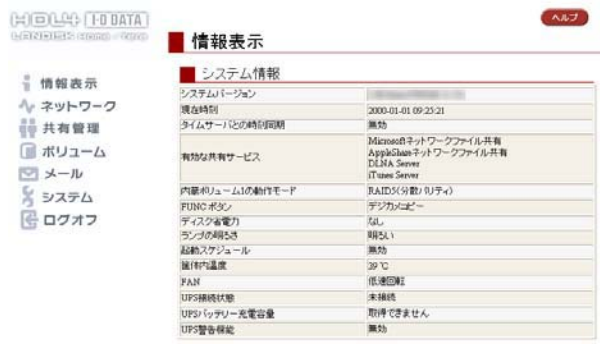 HDL4 I-O DATA
LANDISK Home / Tera
ヘルプ
情報表示
情報表示
ネットワーク
共有管理
ボリューム
メール
システム
ログオフ
システム情報
システムバージョン
現在時刻 2000-01-01 09:25:21
タイムサーバとの時刻同期 無効
有効な共有サービス
Microsoftネットワークファイル共有
AppleShareネットワークファイル共有
DLNA Server
iTunes Server
内蔵ボリューム1の動作モード RAID5(分散パリティ)
FUNCボタン デジカメコピー
ディスク省電力 なし
ランプの明るさ 明るい
起動スケジュール 無効
筐体内温度 39 ℃
FAN 低速回転
UPS接続状態 未接続
UPSバッテリー充電容量 取得できません
UPS警告機能 無効